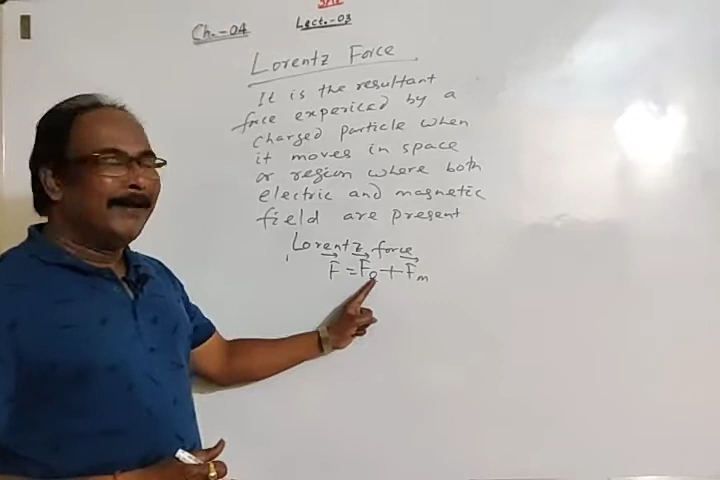 Ch.-04
Lect.-03
Lorentz Force
It is the resultant
force expericed by a
charged particle when
it moves in space
or region where both
electric and magnetic
field are present
Lorentz force
F = Fe + Fm